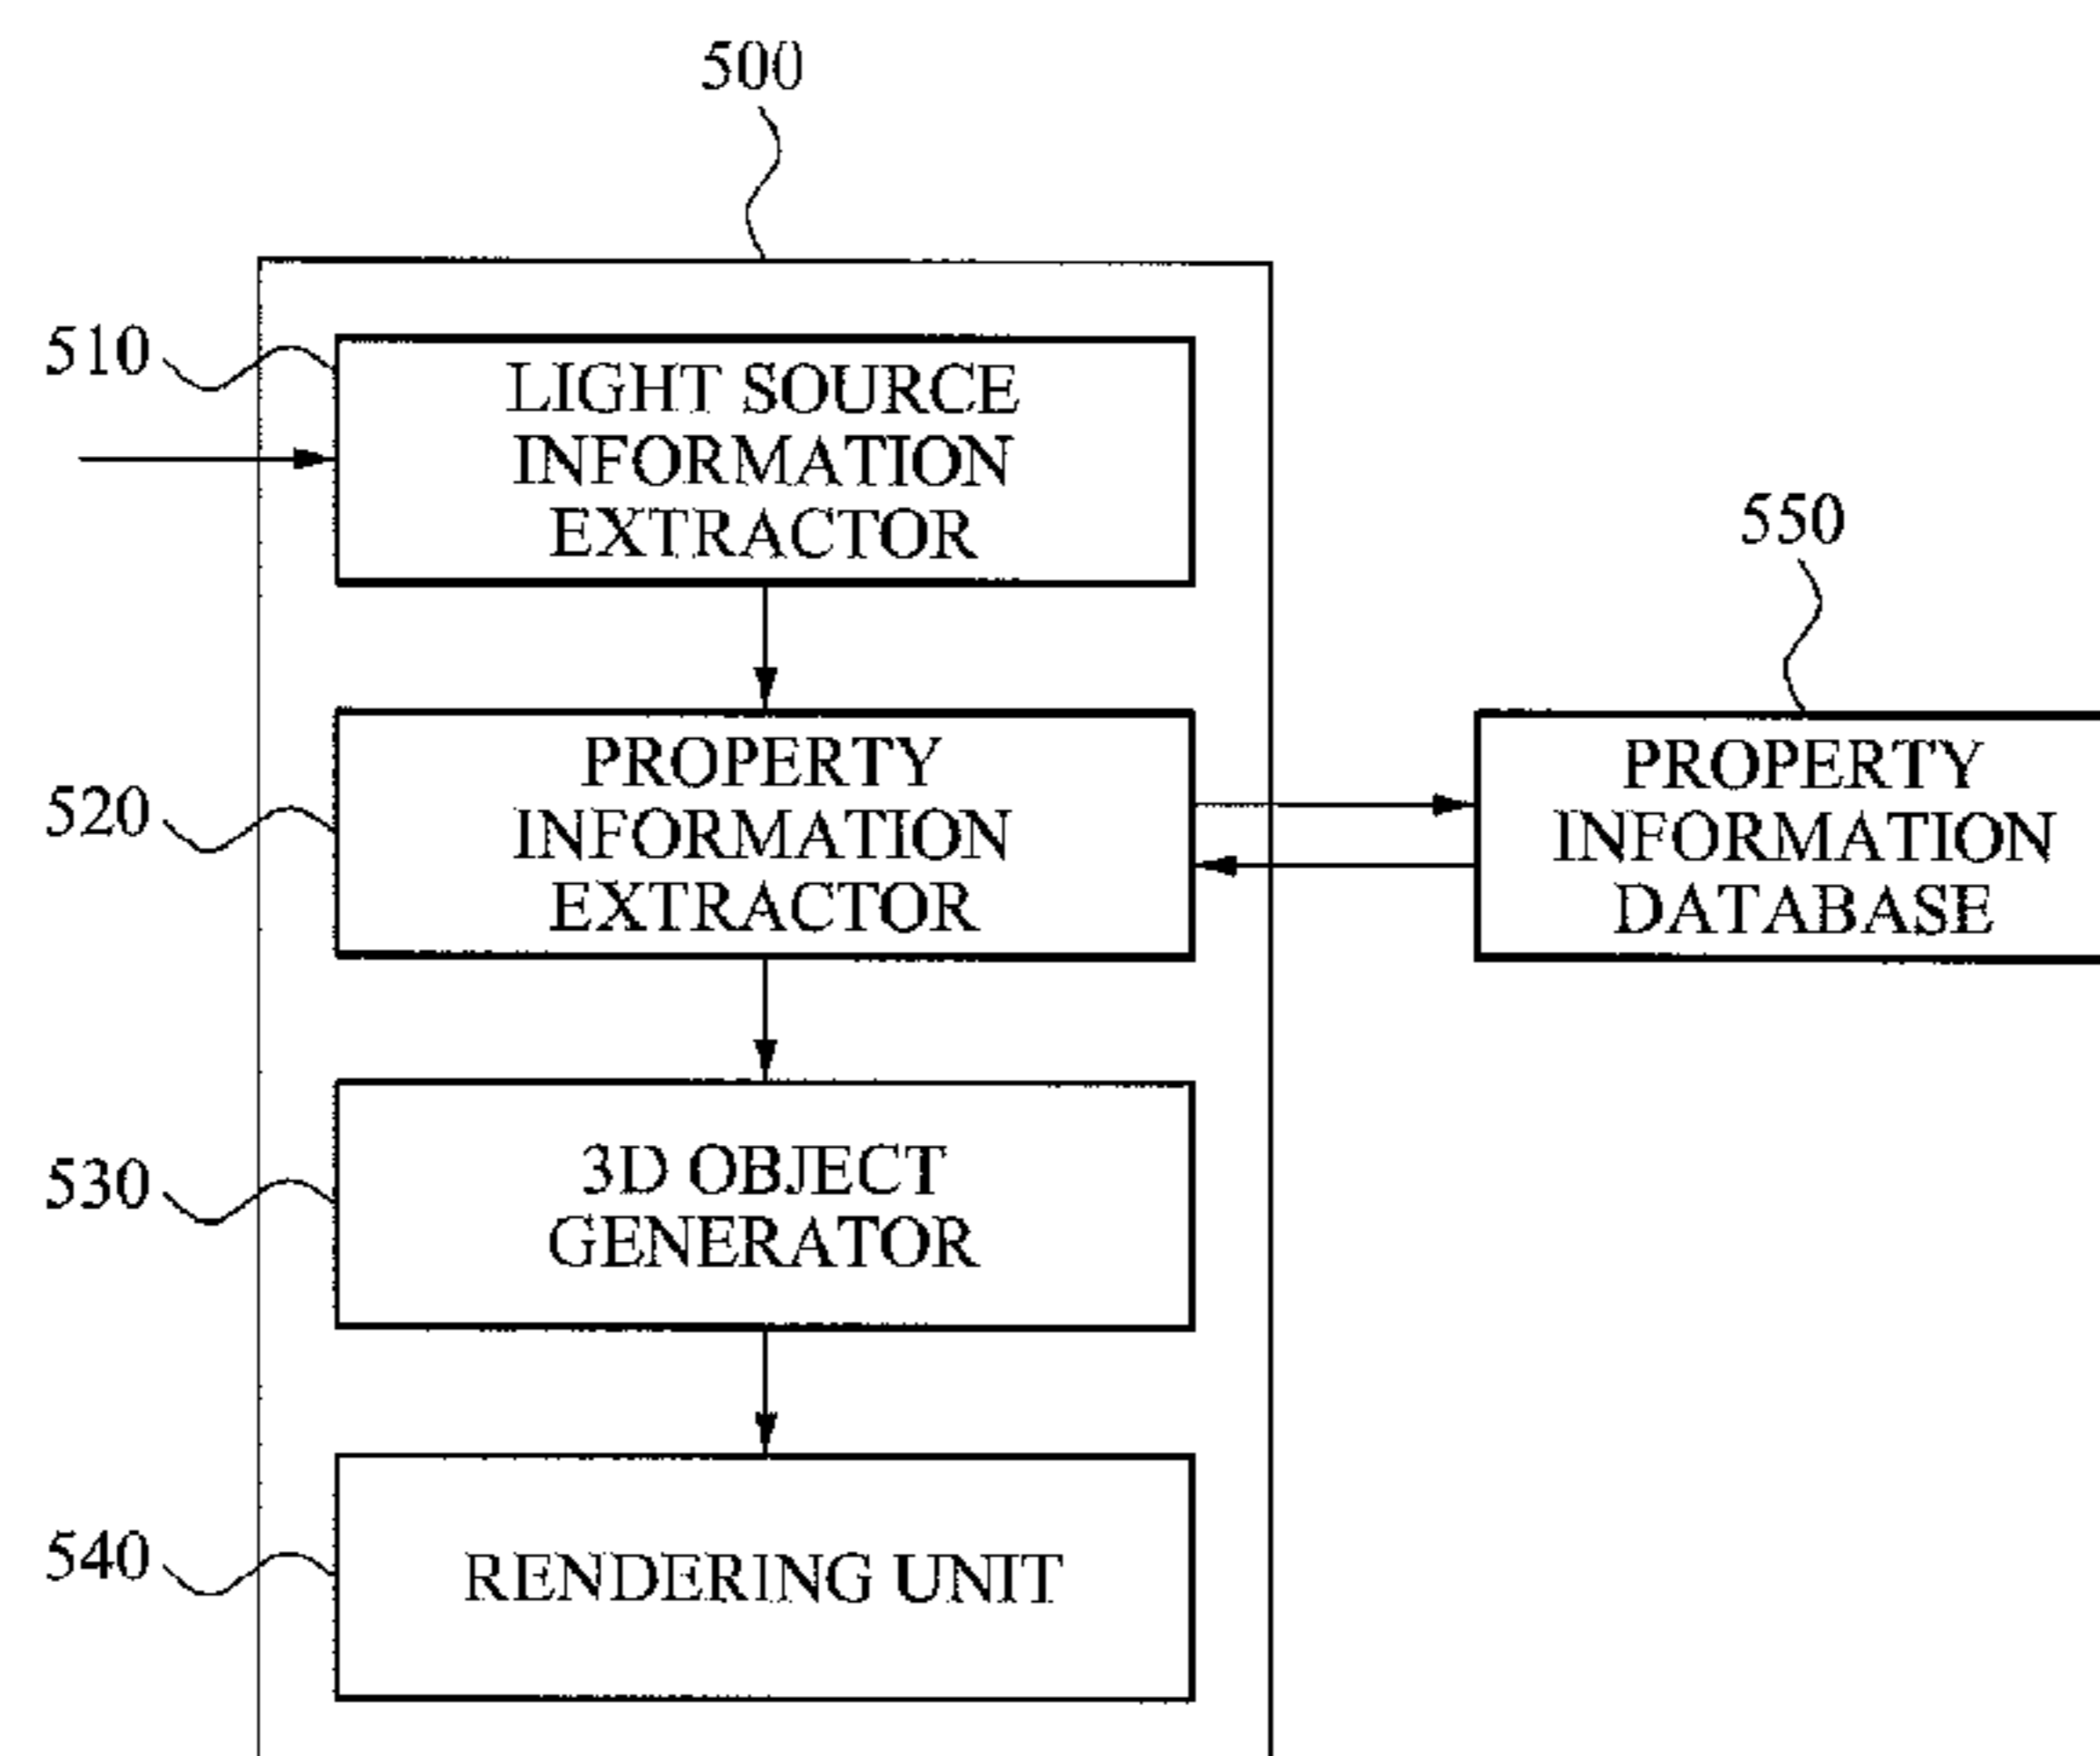 500
510
LIGHT SOURCE
INFORMATION
EXTRACTOR
550
520
PROPERTY
INFORMATION
EXTRACTOR
PROPERTY
INFORMATION
DATABASE
530
3D OBJECT
GENERATOR
540
RENDERING UNIT